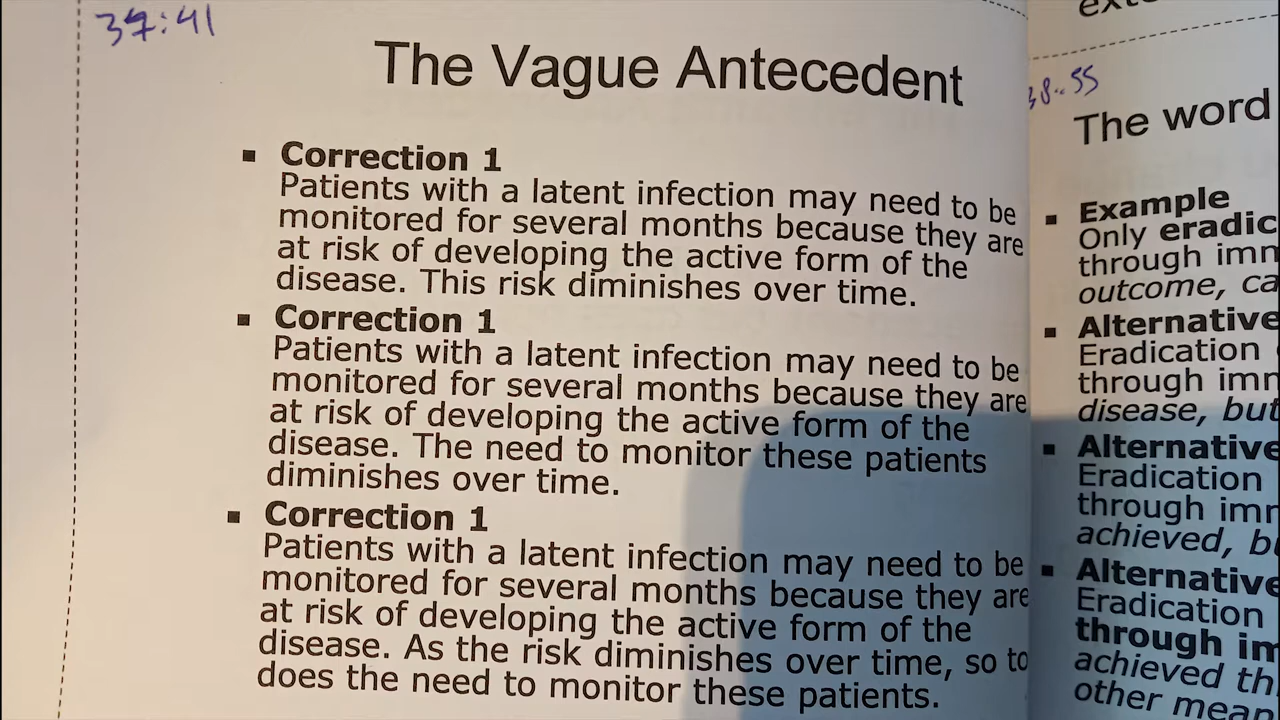 37:41
The Vague Antecedent
▪ Correction 1
Patients with a latent infection may need to be
monitored for several months because they are
at risk of developing the active form of the
disease. This risk diminishes over time.
▪ Correction 1
Patients with a latent infection may need to be
monitored for several months because they are
at risk of developing the active form of the
disease. The need to monitor these patients
diminishes over time.
▪ Correction 1
Patients with a latent infection may need to be
monitored for several months because they are
at risk of developing the active form of the
disease. As the risk diminishes over time, so to
does the need to monitor these patients.
38:55
The word
▪ Example
Only eradic
through imm
outcome, ca
▪ Alternative
Eradication
through imm
disease, but
▪ Alternative
Eradication
through imm
achieved, bu
▪ Alternative
Eradication
through im
achieved th
other mean